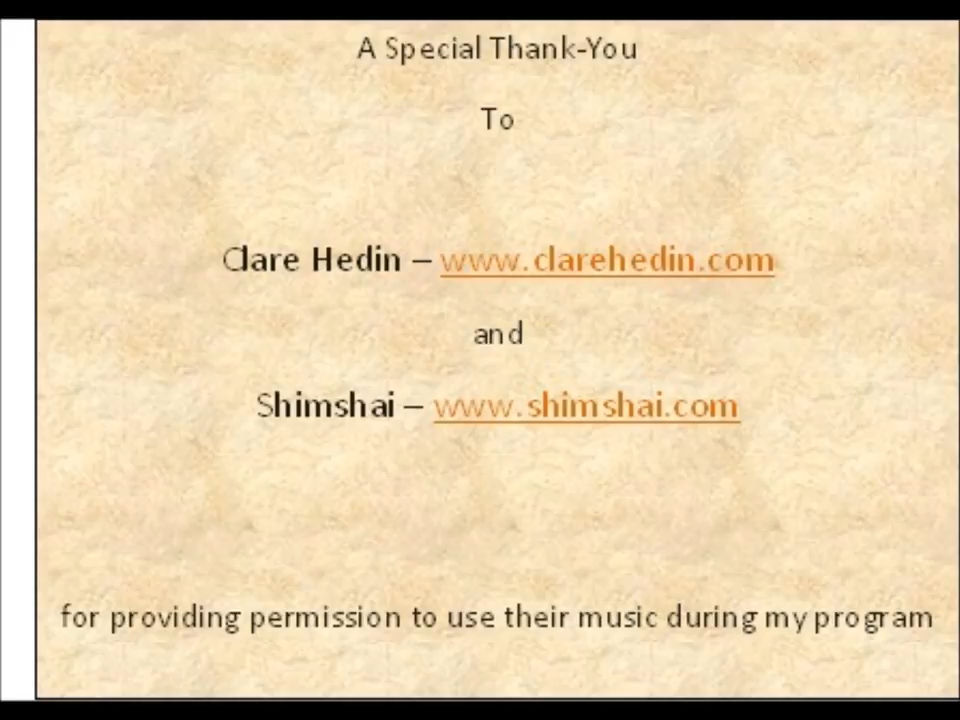 A Special Thank-You
To
Clare Hedin – www.clarehedin.com
and
Shimshai – www.shimshai.com
for providing permission to use their music during my program